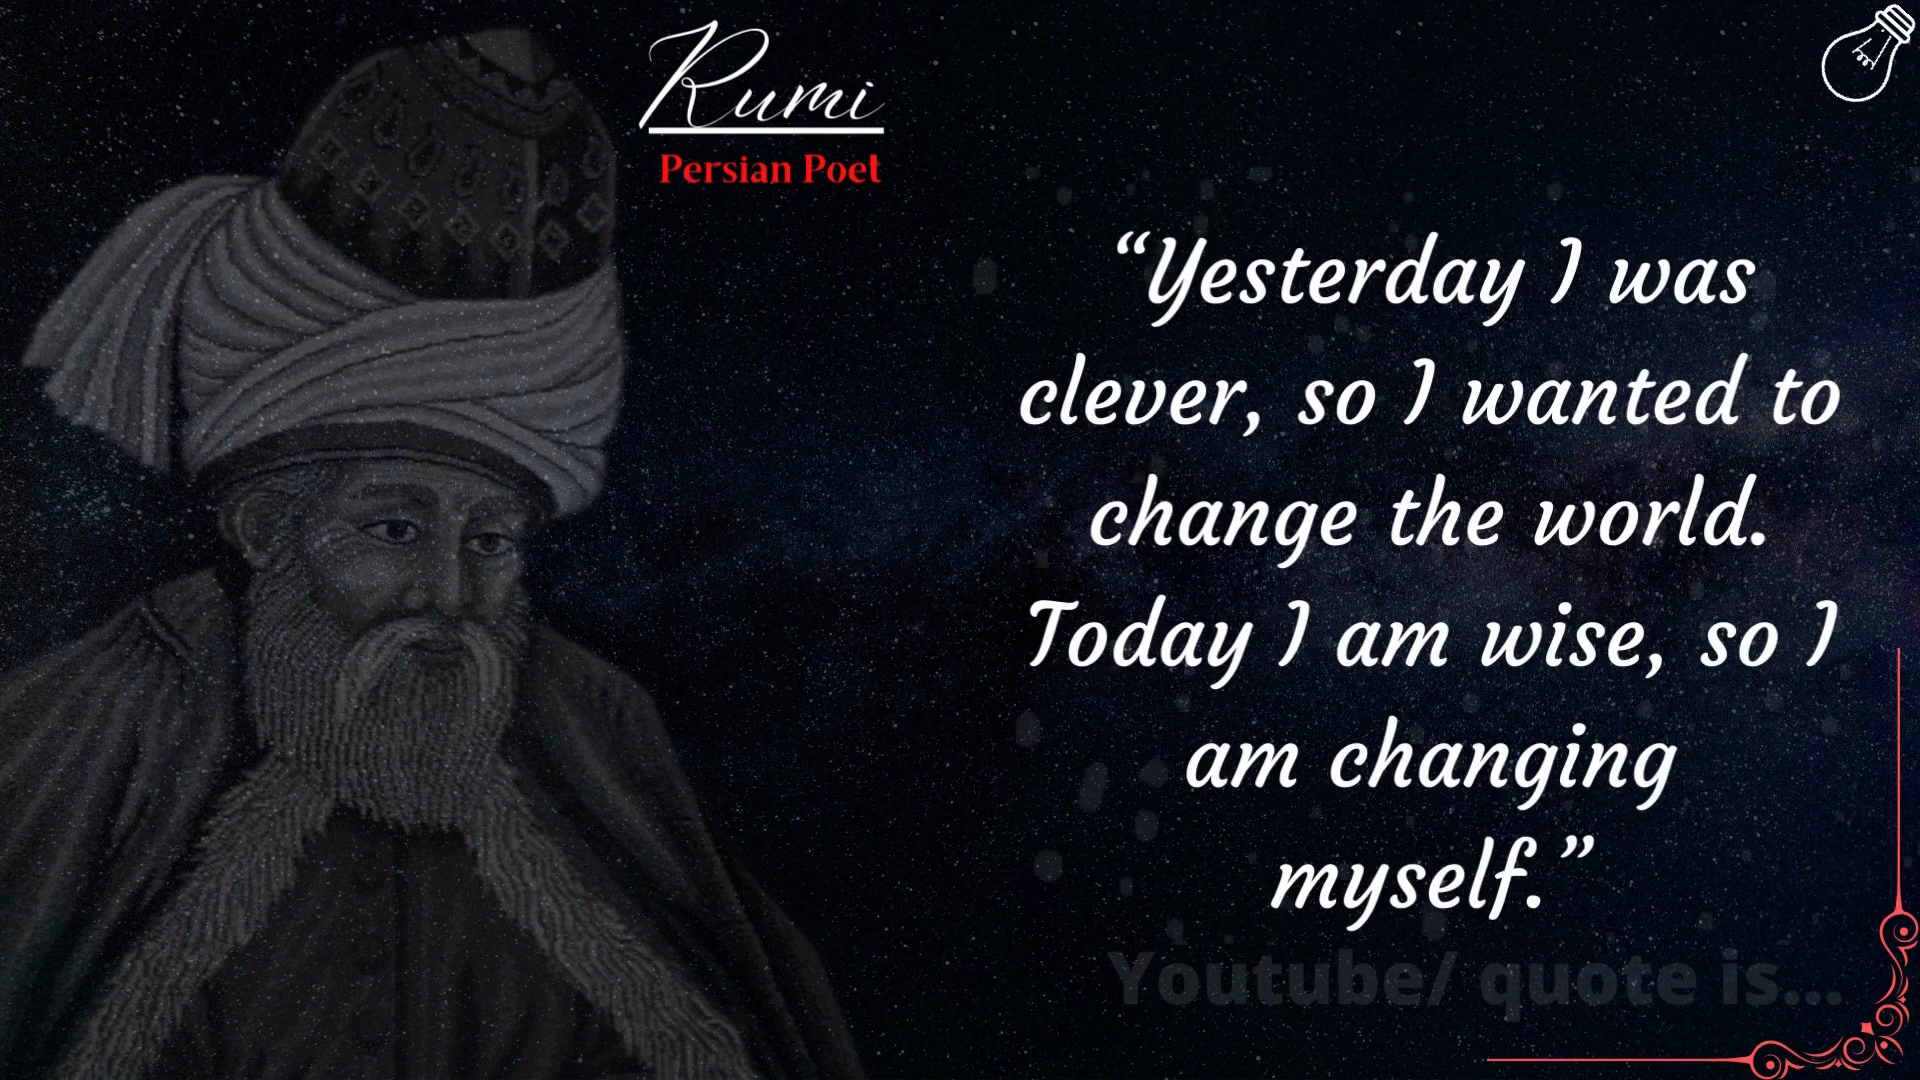 Rumi
Persian Poet
“Yesterday I was
clever, so I wanted to
change the world.
Today I am wise, so I
am changing
myself.”
Youtube/ quote is...